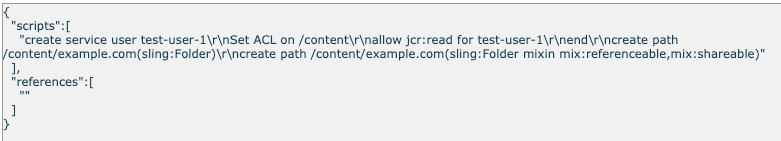 {
"scripts":[
"create service user test-user-1\r\nSet ACL on /content\r\nallow jcr:read for test-user-1\r\nend\r\ncreate path
/content/example.com(sling:Folder)\r\ncreate path /content/example.com(sling:Folder mixin mix:referenceable,mix:shareable)"
],
"references":[
""
]
}